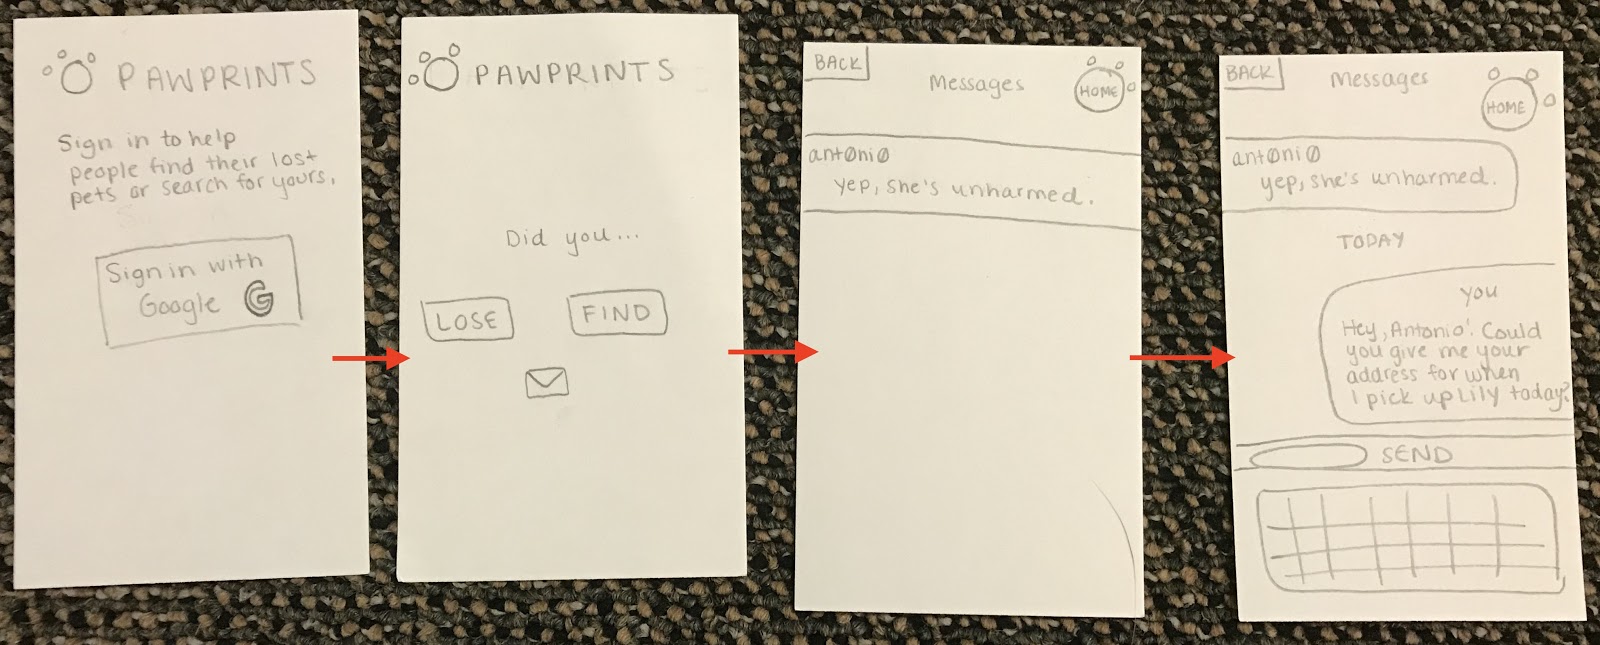 PAWPRINTS
Sign in to help
people find their lost
pets or search for yours.
Sign in with
Google G
PAWPRINTS
Did you...
LOSE
FIND
BACK
Messages
HOME
antØniØ
yep, she's unharmed.
BACK
Messages
HOME
antØniØ
yep, she's unharmed.
TODAY
you
Hey, Antonio! Could
you give me your
address for when
I pick up Lily today?
SEND